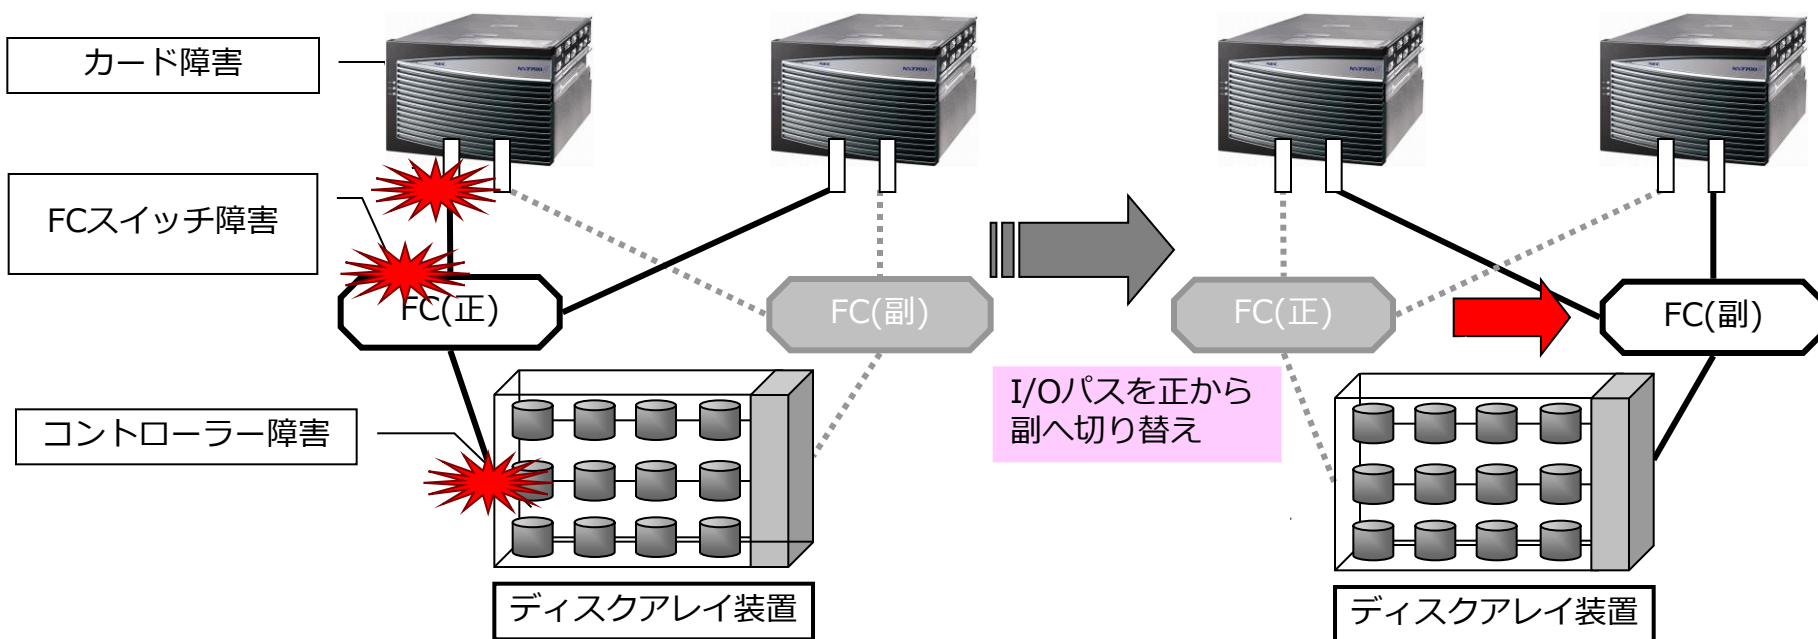 カード障害
FCスイッチ障害
FC(正)
FC(副)
FC(正)
FC(副)
I/Oパスを正から
副へ切り替え
コントローラー障害
ディスクアレイ装置
ディスクアレイ装置